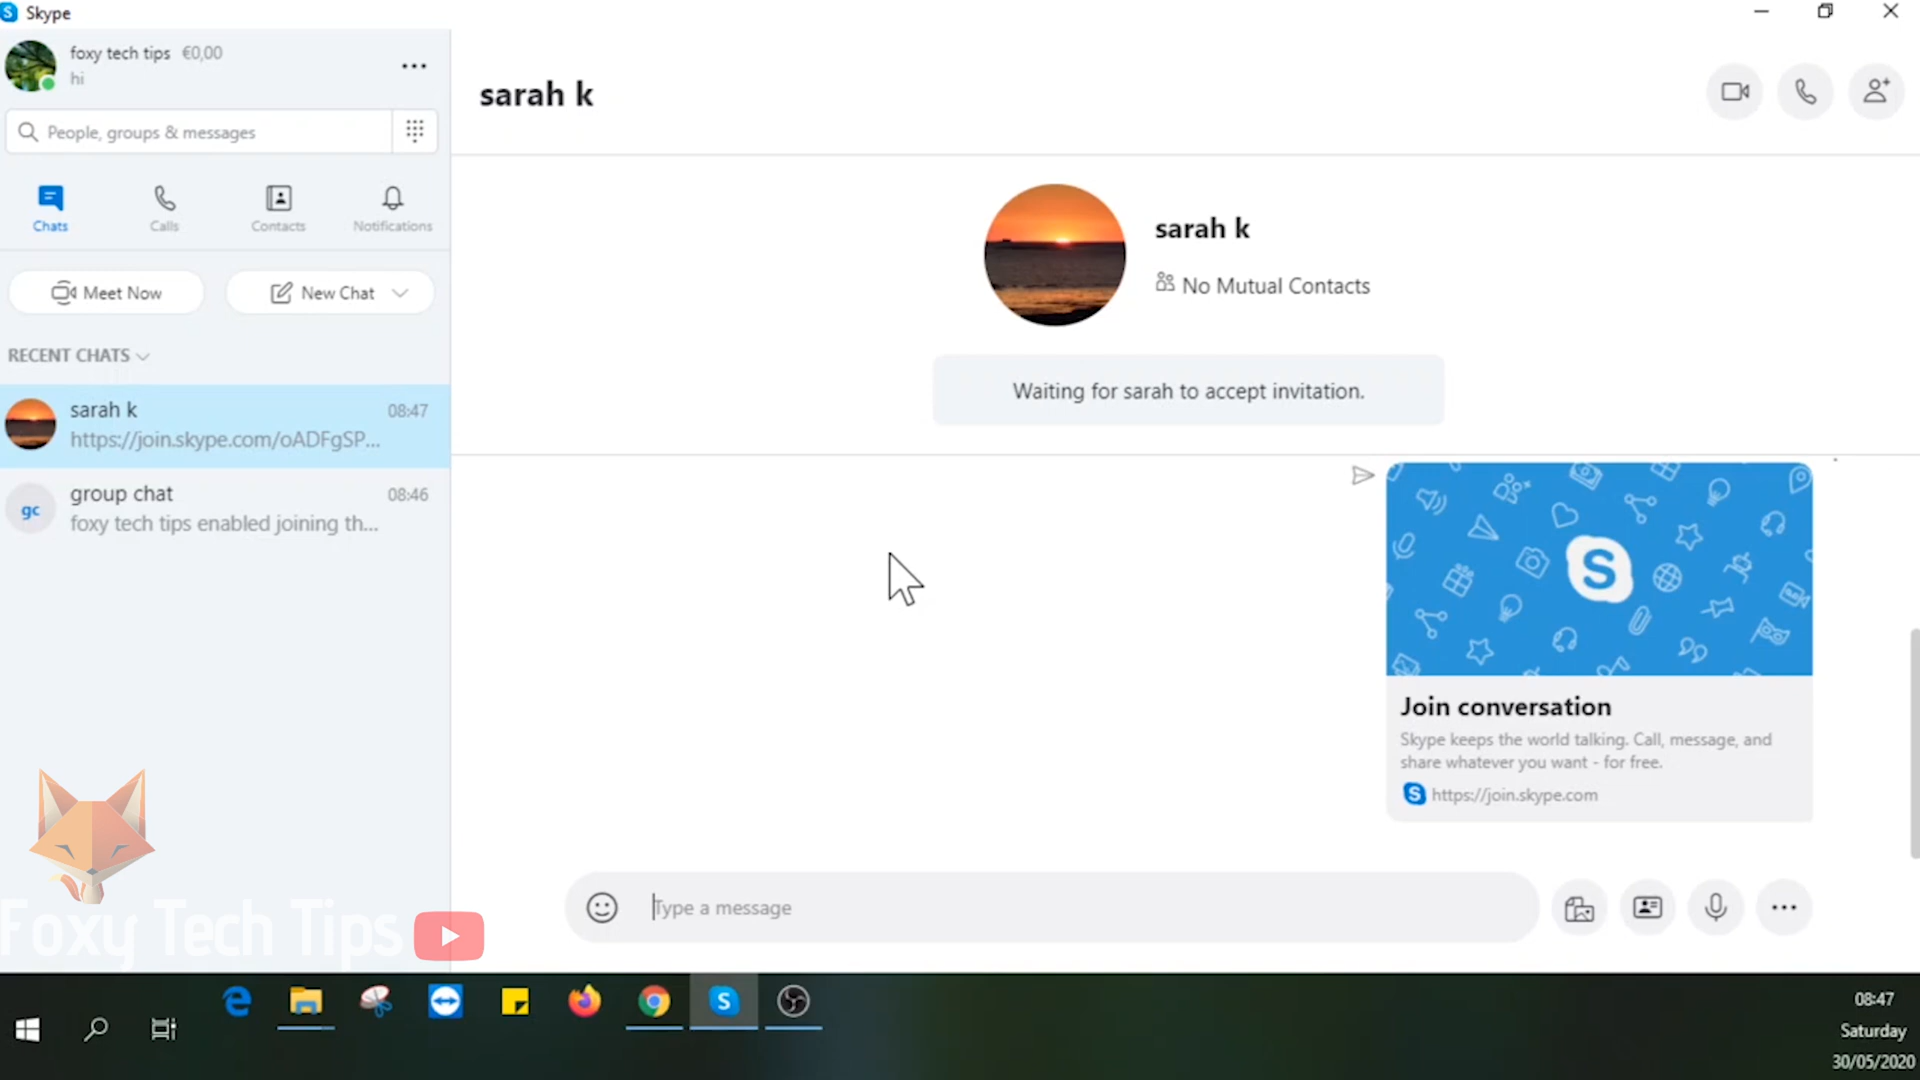 Skype
foxy tech tips €0,00
hi
People, groups & messages
Chats
Calls
Contacts
Notifications
Meet Now
New Chat
RECENT CHATS
sarah k 08:47
https://join.skype.com/oADFgSP...
gc
group chat 08:46
foxy tech tips enabled joining th...
Foxy Tech Tips
sarah k
sarah k
No Mutual Contacts
Waiting for sarah to accept invitation.
S
Join conversation
Skype keeps the world talking. Call, message, and
share whatever you want - for free.
https://join.skype.com
Type a message
08:47
Saturday
30/05/2020